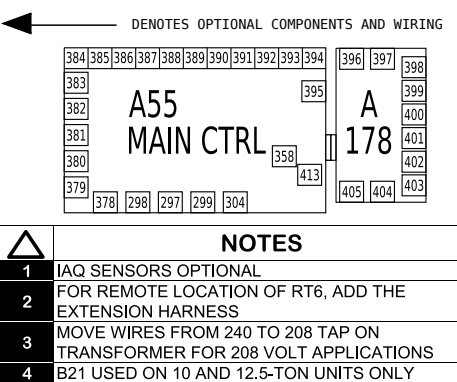 DENOTES OPTIONAL COMPONENTS AND WIRING
384 385 386 387 388 389 390 391 392 393 394
396 397
398
383
395
399
382
A55
A
400
381
MAIN CTRL
178
401
380
358
402
379
413
403
378 298 297 299 304
405 404
NOTES
1 IAQ SENSORS OPTIONAL
2 FOR REMOTE LOCATION OF RT6, ADD THE
EXTENSION HARNESS
3 MOVE WIRES FROM 240 TO 208 TAP ON
TRANSFORMER FOR 208 VOLT APPLICATIONS
4 B21 USED ON 10 AND 12.5-TON UNITS ONLY